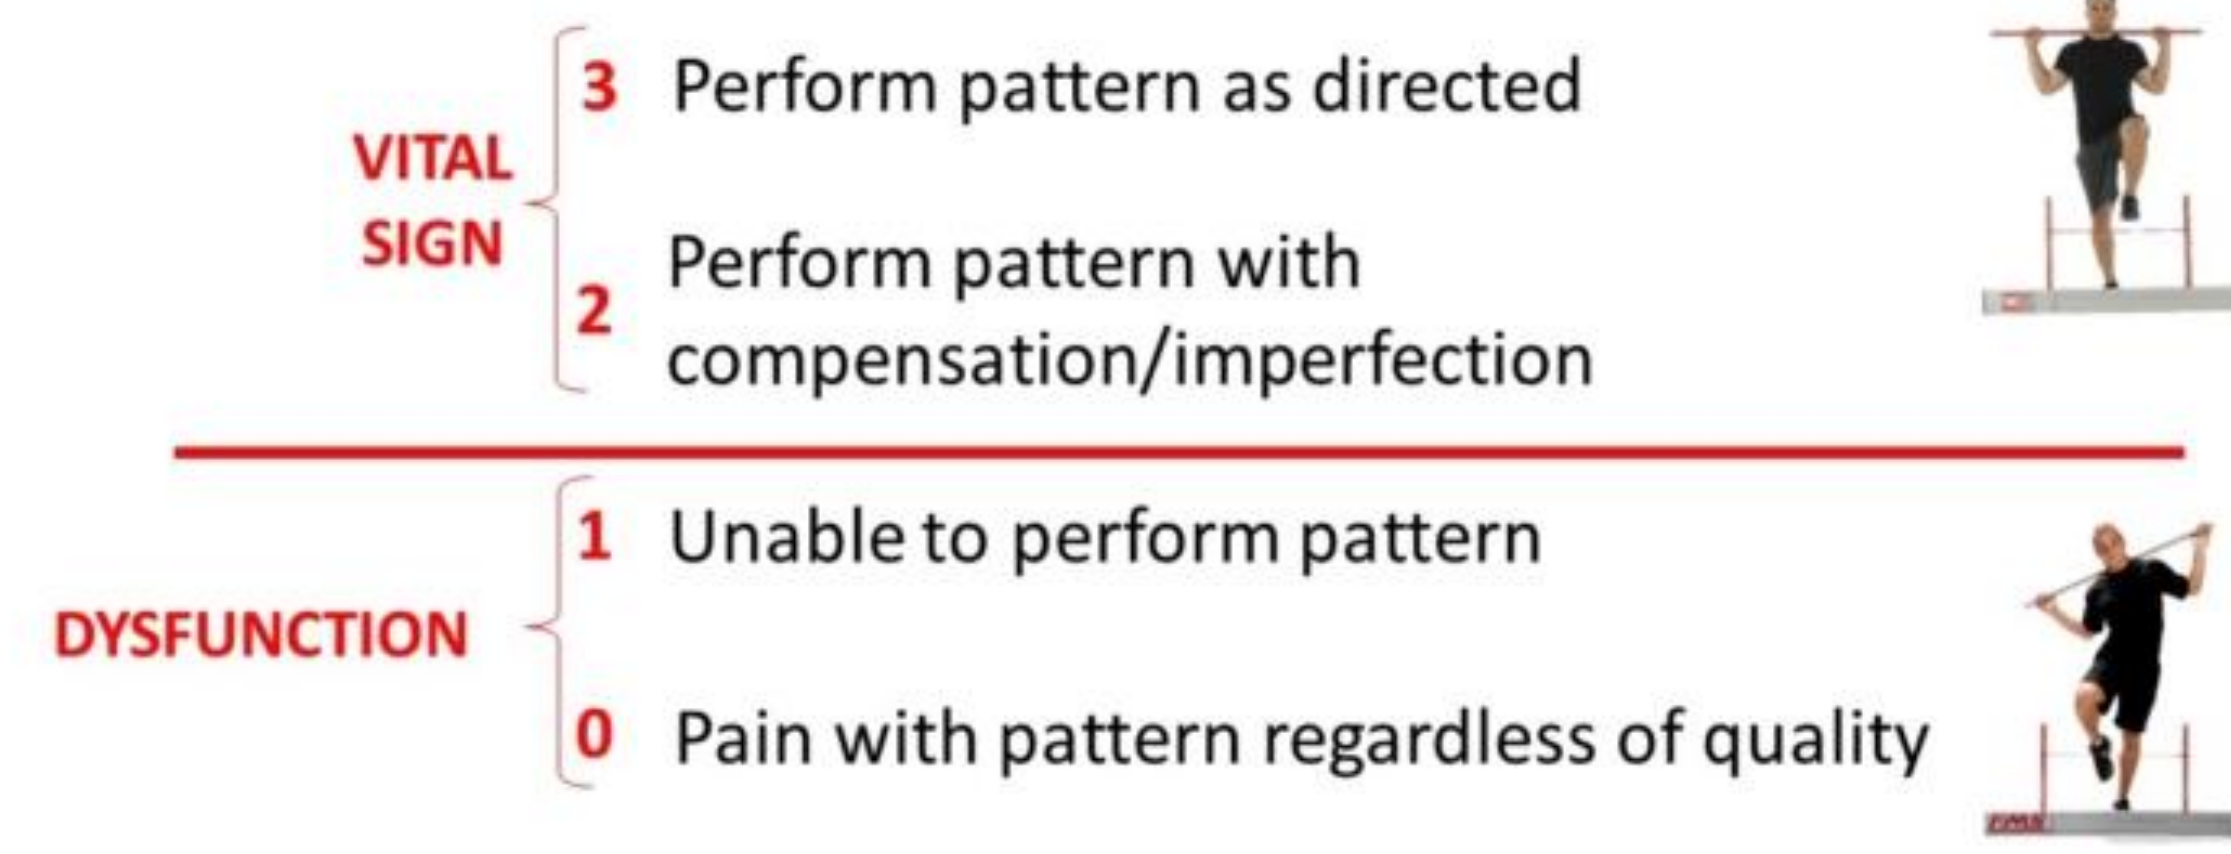 VITAL
SIGN
3 Perform pattern as directed
2 Perform pattern with
compensation/imperfection
DYSFUNCTION
1 Unable to perform pattern
0 Pain with pattern regardless of quality